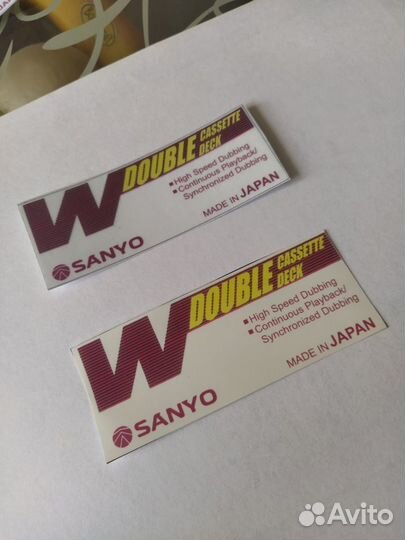 W DOUBLE CASSETTE DECK
■ High Speed Dubbing
■ Continuous Playback/
Synchronized Dubbing
SANYO
MADE IN JAPAN
W DOUBLE CASSETTE DECK
■ High Speed Dubbing
■ Continuous Playback/
Synchronized Dubbing
SANYO
MADE IN JAPAN
Avito